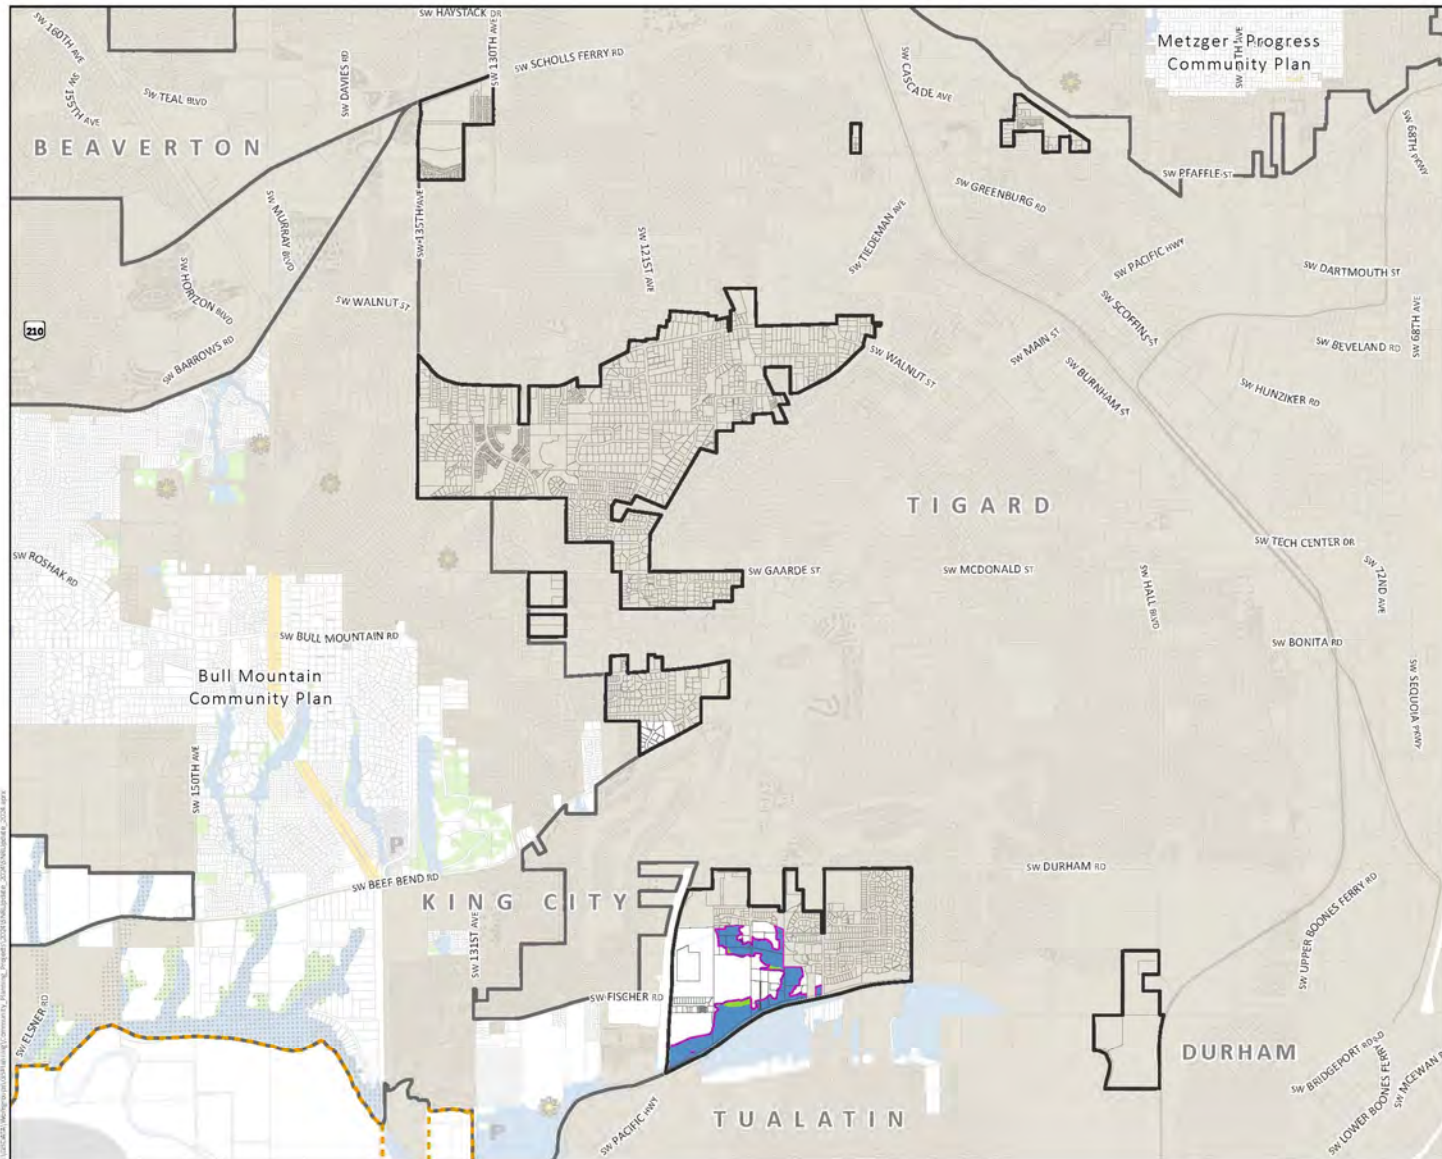 SW HAYSTACK DR
SW 160TH AVE
SW 130TH AVE
SW SCHOLLS FERRY RD
SW DAVIES RD
SW CASCADE AVE
Metzger - Progress
Community Plan
SW 155TH AVE
SW TEAL BLVD
BEAVERTON
SW 68TH PKWY
SW PFAFFLE ST
SW GREENBURG RD
SW MURRAY BLVD
SW 135TH AVE
SW 121ST AVE
SW TIEDEMAN AVE
SW PACIFIC HWY
SW DARTMOUTH ST
SW HORIZON BLVD
SW WALNUT ST
SW SCOFFINS ST
SW 68TH AVE
210
SW BARROWS RD
SW MAIN ST
SW BEVELAND RD
SW WALNUT ST
SW BURNHAM ST
SW HUNZIKER RD
TIGARD
SW ROSHAK RD
SW GAARDE ST
SW MCDONALD ST
SW TECH CENTER DR
SW HALL BLVD
SW 72ND AVE
SW BULL MOUNTAIN RD
SW BONITA RD
Bull Mountain
Community Plan
SW SEQUOIA PKWY
SW 150TH AVE
P
SW BEEF BEND RD
SW DURHAM RD
KING CITY
SW 131ST AVE
SW UPPER BOONES FERRY RD
SW FISCHER RD
SW ELSNER RD
DURHAM
SW BRIDGEPORT RD
SW LOWER BOONES FERRY
SW MCEWAN
P
SW PACIFIC HWY
TUALATIN